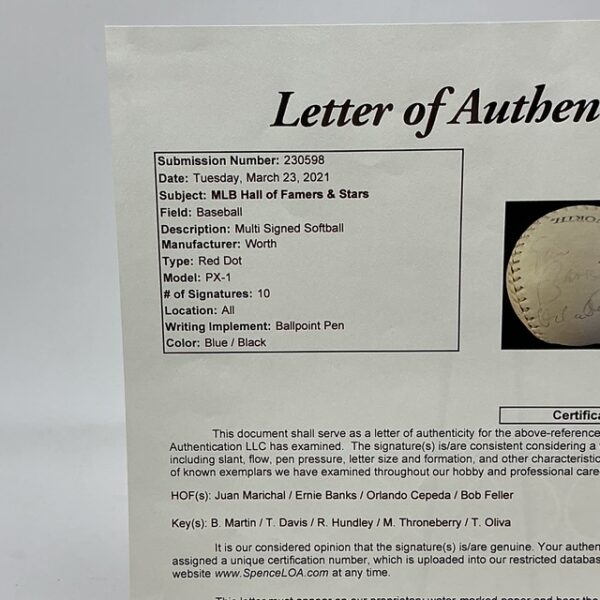 Letter of Authen
Submission Number: 230598
Date: Tuesday, March 23, 2021
Subject: MLB Hall of Famers & Stars
Field: Baseball
Description: Multi Signed Softball
Manufacturer: Worth
Type: Red Dot
Model: PX-1
# of Signatures: 10
Location: All
Writing Implement: Ballpoint Pen
Color: Blue / Black
WORTH
Certifica
This document shall serve as a letter of authenticity for the above-reference
Authentication LLC has examined. The signature(s) is/are consistent considering a
including slant, flow, pen pressure, letter size and formation, and other characteristic
of known exemplars we have examined throughout our hobby and professional care
HOF(s): Juan Marichal / Ernie Banks / Orlando Cepeda / Bob Feller
Key(s): B. Martin / T. Davis / R. Hundley / M. Throneberry / T. Oliva
It is our considered opinion that the signature(s) is/are genuine. Your authen
assigned a unique certification number, which is uploaded into our restricted databas
website www.SpenceLOA.com at any time.